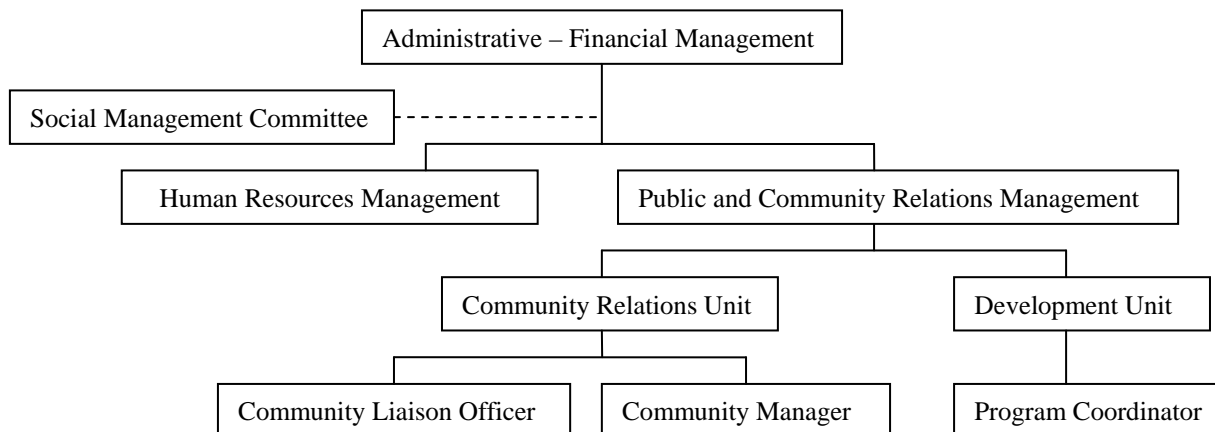 Administrative – Financial Management
Social Management Committee
Human Resources Management
Public and Community Relations Management
Community Relations Unit
Development Unit
Community Liaison Officer
Community Manager
Program Coordinator